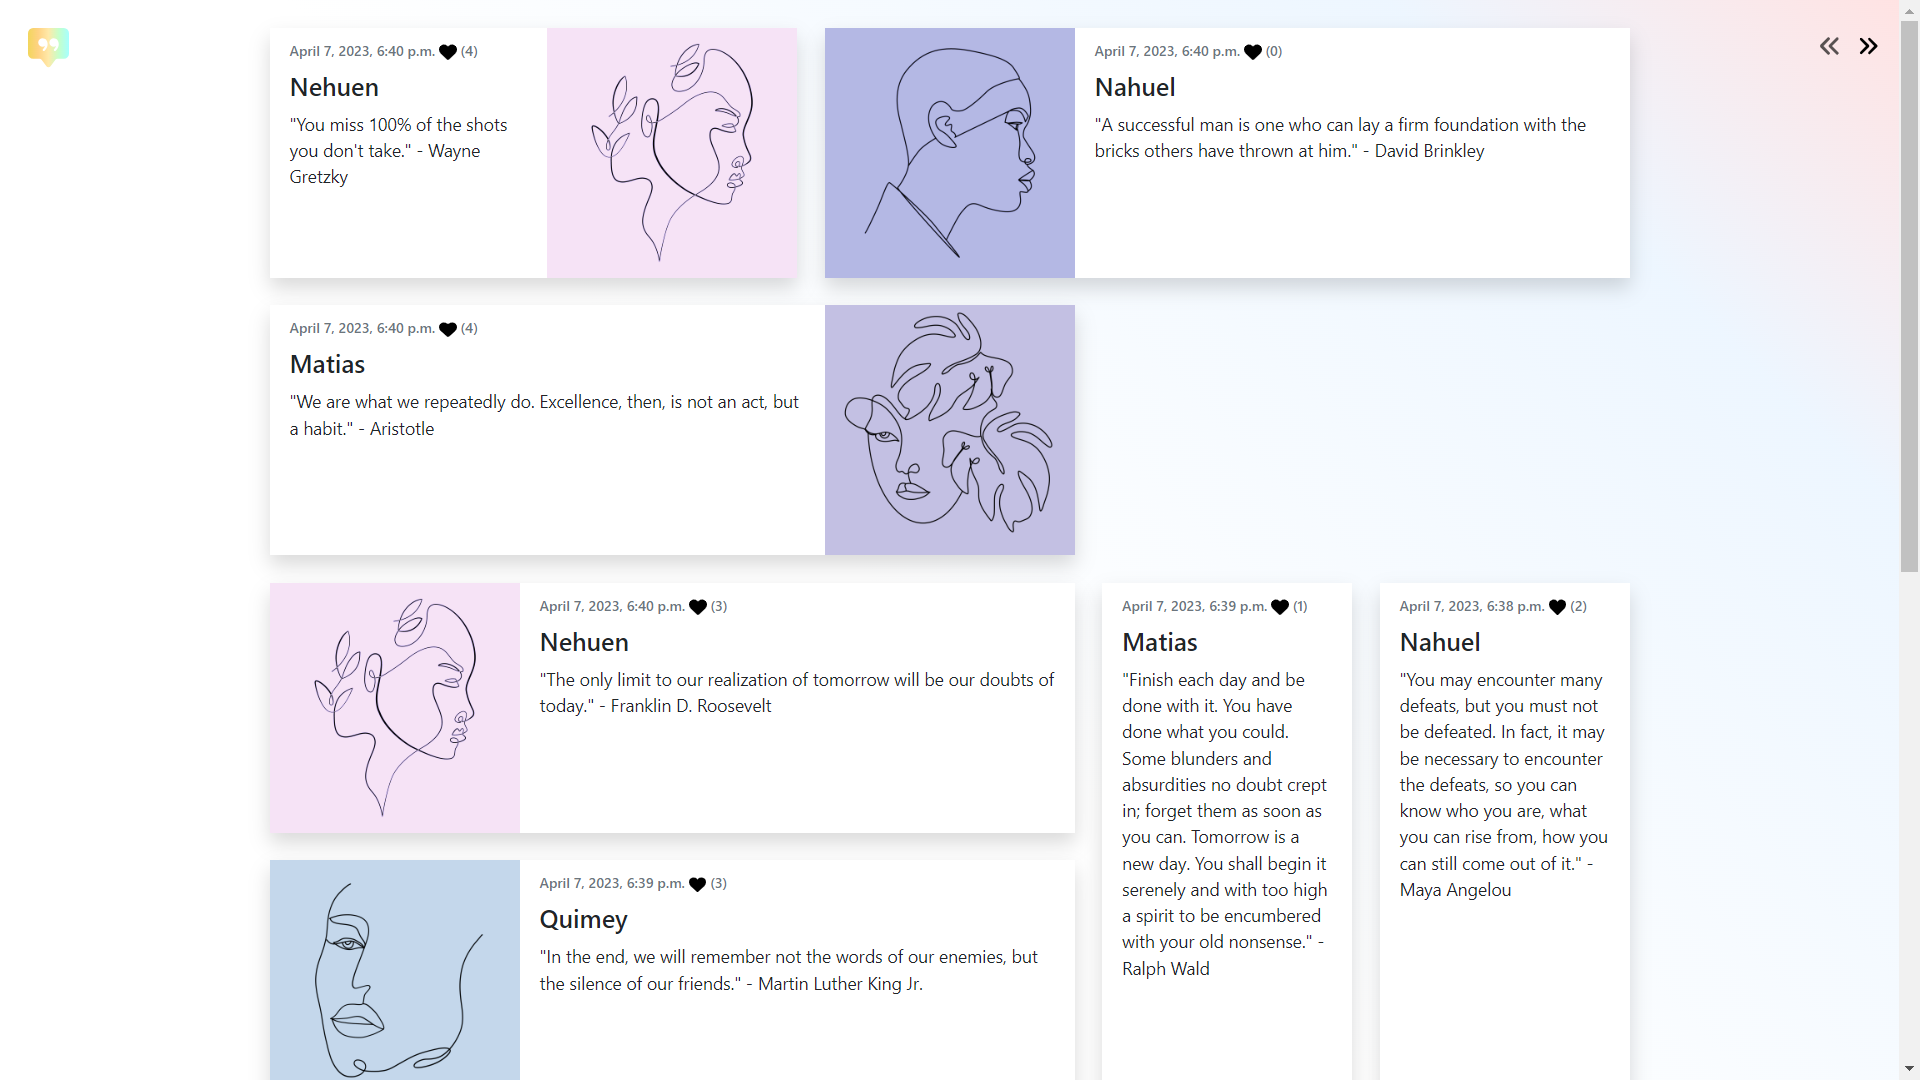 April 7, 2023, 6:40 p.m. (4)
Nehuen
"You miss 100% of the shots
you don't take." - Wayne
Gretzky
April 7, 2023, 6:40 p.m. (0)
Nahuel
"A successful man is one who can lay a firm foundation with the
bricks others have thrown at him." - David Brinkley
April 7, 2023, 6:40 p.m. (4)
Matias
"We are what we repeatedly do. Excellence, then, is not an act, but
a habit." - Aristotle
April 7, 2023, 6:40 p.m. (3)
Nehuen
"The only limit to our realization of tomorrow will be our doubts of
today." - Franklin D. Roosevelt
April 7, 2023, 6:39 p.m. (1)
Matias
"Finish each day and be
done with it. You have
done what you could.
Some blunders and
absurdities no doubt crept
in; forget them as soon as
you can. Tomorrow is a
new day. You shall begin it
serenely and with too high
a spirit to be encumbered
with your old nonsense." -
Ralph Wald
April 7, 2023, 6:38 p.m. (2)
Nahuel
"You may encounter many
defeats, but you must not
be defeated. In fact, it may
be necessary to encounter
the defeats, so you can
know who you are, what
you can rise from, how you
can still come out of it." -
Maya Angelou
April 7, 2023, 6:39 p.m. (3)
Quimey
"In the end, we will remember not the words of our enemies, but
the silence of our friends." - Martin Luther King Jr.